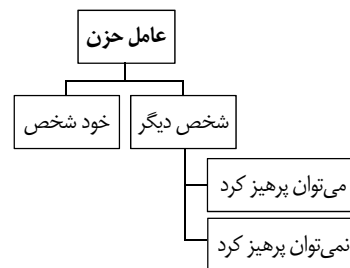 عامل حزن
شخص دیگر
خود شخص
می‌توان پرهیز کرد
نمی‌توان پرهیز کرد